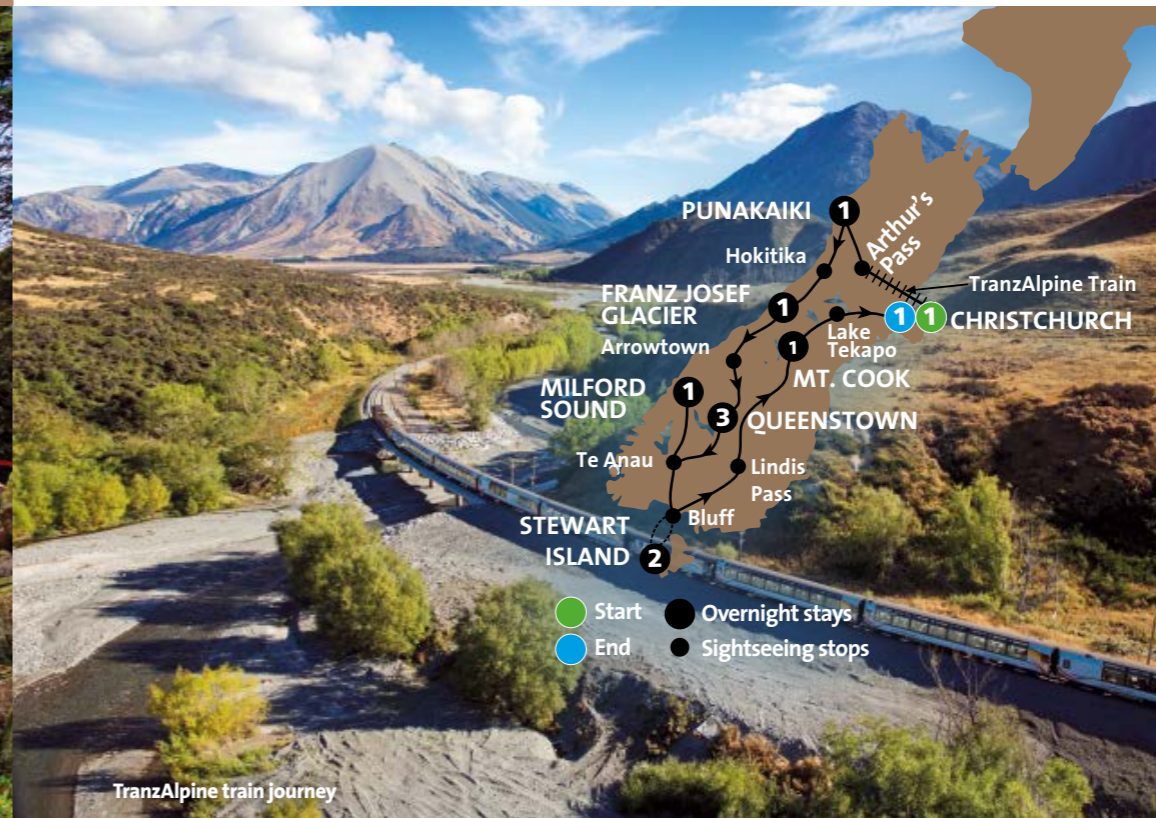 PUNAKAIKI
1
Arthur's
Pass
Hokitika
TranzAlpine Train
FRANZ JOSEF
GLACIER
1
1
1
CHRISTCHURCH
Arrowtown
Lake
Tekapo
1
MT. COOK
MILFORD
SOUND
1
3
QUEENSTOWN
Te Anau
Lindis
Pass
Bluff
STEWART
ISLAND
2
Start
Overnight stays
End
Sightseeing stops
TranzAlpine train journey